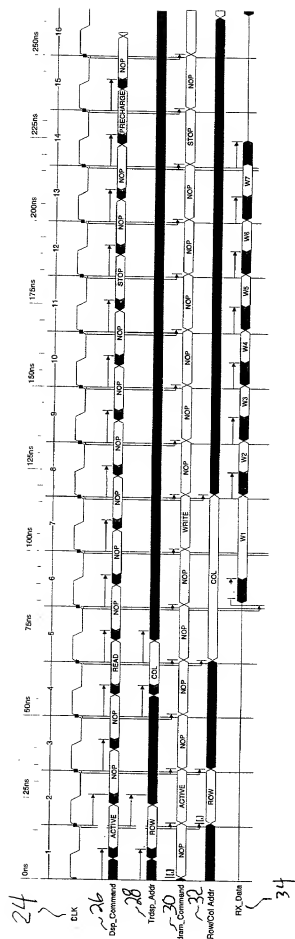 0ns 25ns 50ns 75ns 100ns 125ns 150ns 175ns 200ns 225ns 250ns
24 CLK 1 2 3 4 5 6 7 8 9 10 11 12 13 14 15 16
26 Dsp_Command ACTIVE NOP NOP READ NOP NOP NOP NOP NOP NOP STOP NOP NOP PRECHARGE NOP
28 Trdsp_Addr ROW COL
30 dram_Command NOP ACTIVE NOP NOP NOP NOP WRITE NOP NOP NOP NOP NOP NOP STOP NOP
32 Row/Col Addr ROW COL
RX_Data W1 W2 W3 W4 W5 W6 W7
34